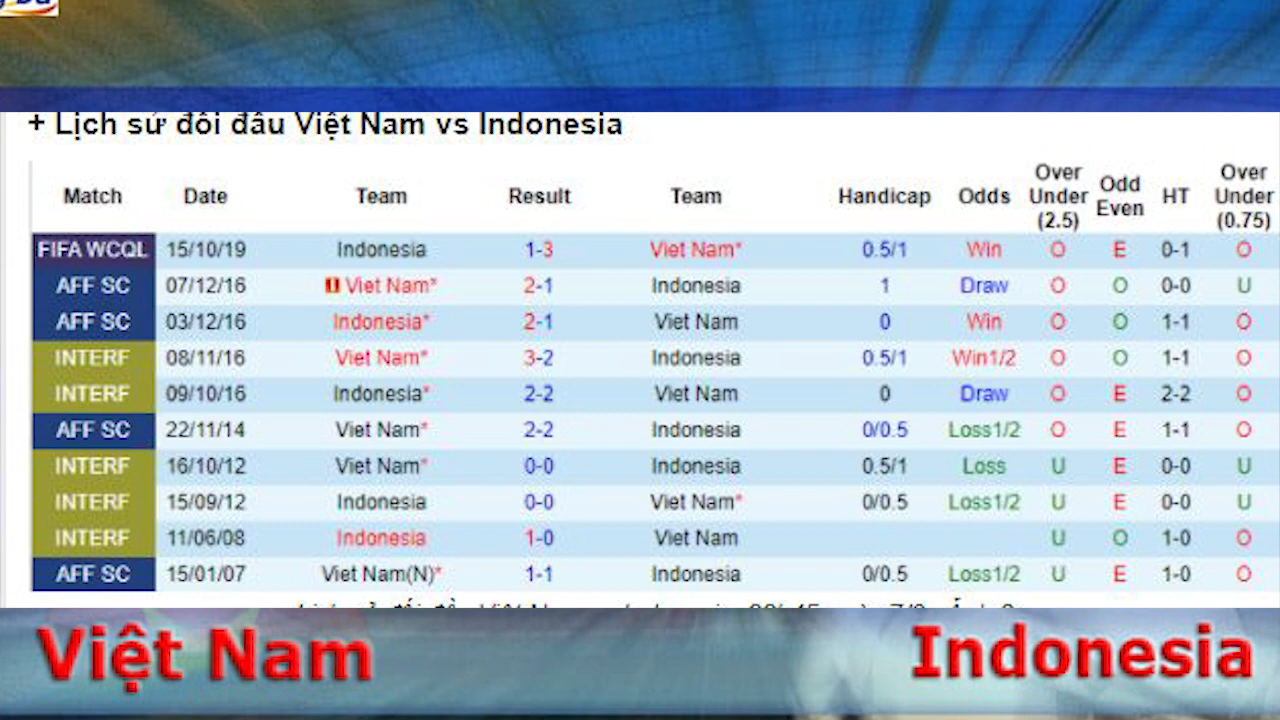 + Lịch sử đối đầu Việt Nam vs Indonesia
Match Date Team Result Team Handicap Odds Over Under (2.5) Odd Even HT Over Under (0.75)
FIFA WCQL 15/10/19 Indonesia 1-3 Viet Nam* 0.5/1 Win O E 0-1 O
AFF SC 07/12/16 Viet Nam* 2-1 Indonesia 1 Draw O O 0-0 U
AFF SC 03/12/16 Indonesia* 2-1 Viet Nam 0 Win O O 1-1 O
INTERF 08/11/16 Viet Nam* 3-2 Indonesia 0.5/1 Win1/2 O O 1-1 O
INTERF 09/10/16 Indonesia* 2-2 Viet Nam 0 Draw O E 2-2 O
AFF SC 22/11/14 Viet Nam* 2-2 Indonesia 0/0.5 Loss1/2 O E 1-1 O
INTERF 16/10/12 Viet Nam* 0-0 Indonesia 0.5/1 Loss U E 0-0 U
INTERF 15/09/12 Indonesia 0-0 Viet Nam* 0/0.5 Loss1/2 U E 0-0 U
INTERF 11/06/08 Indonesia 1-0 Viet Nam U O 1-0 O
AFF SC 15/01/07 Viet Nam(N)* 1-1 Indonesia 0/0.5 Loss1/2 U E 1-0 O
Việt Nam
Indonesia